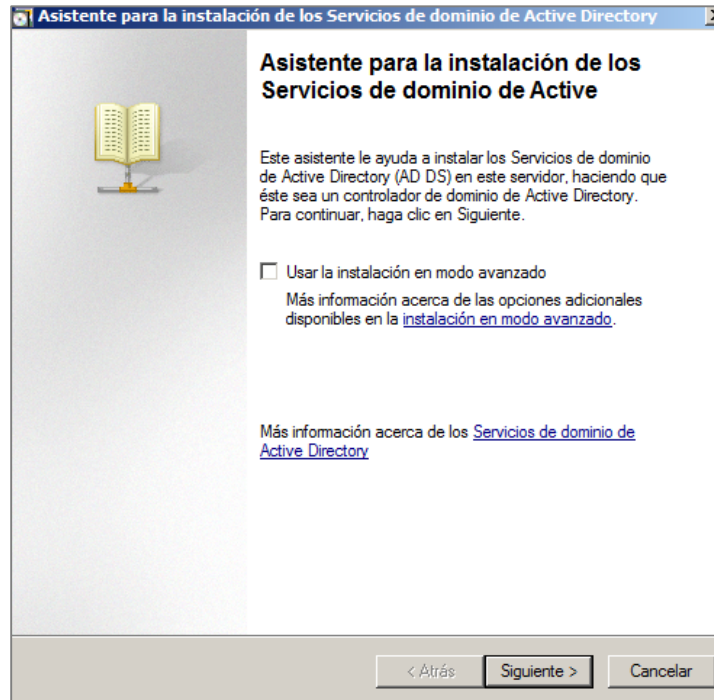 Asistente para la instalación de los Servicios de dominio de Active Directory
Asistente para la instalación de los
Servicios de dominio de Active
Este asistente le ayuda a instalar los Servicios de dominio
de Active Directory (AD DS) en este servidor, haciendo que
éste sea un controlador de dominio de Active Directory.
Para continuar, haga clic en Siguiente.
Usar la instalación en modo avanzado
Más información acerca de las opciones adicionales
disponibles en la instalación en modo avanzado.
Más información acerca de los Servicios de dominio de
Active Directory
< Atrás Siguiente > Cancelar